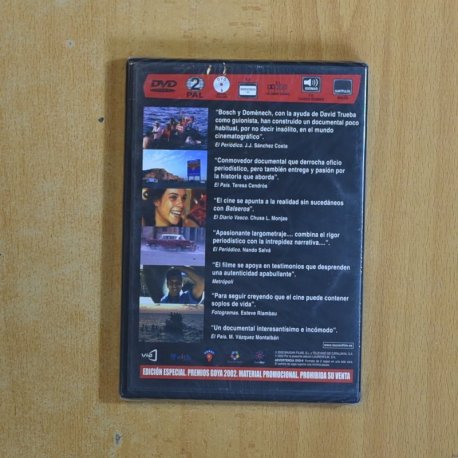 DVD
2
PAL
"Bosch y Domènech, con la ayuda de David Trueba
como guionista, han construido un documental poco
habitual, por no decir insólito, en el mundo
cinematográfico".
El Periódico. J.J. Sánchez Costa
"Conmovedor documental que derrocha oficio
periodístico, pero también entrega y pasión por
la historia que aborda".
El País. Teresa Cendrós
"El cine se apunta a la realidad sin sucedáneos
con Balseros".
El Diario Vasco. Chusa L. Monjas
"Apasionante largometraje.... combina el rigor
periodístico con la intrepidez narrativa....".
El Periódico. Nando Salvà
"El filme se apoya en testimonios que desprenden
una autenticidad apabullante".
Metrópoli
"Para seguir creyendo que el cine puede contener
soplos de vida".
Fotogramas. Esteve Riambau
"Un documental interesantísimo e incómodo".
El País. M. Vázquez Montalbán
EDICIÓN ESPECIAL. PREMIOS GOYA 2002. MATERIAL PROMOCIONAL. PROHIBIDA SU VENTA